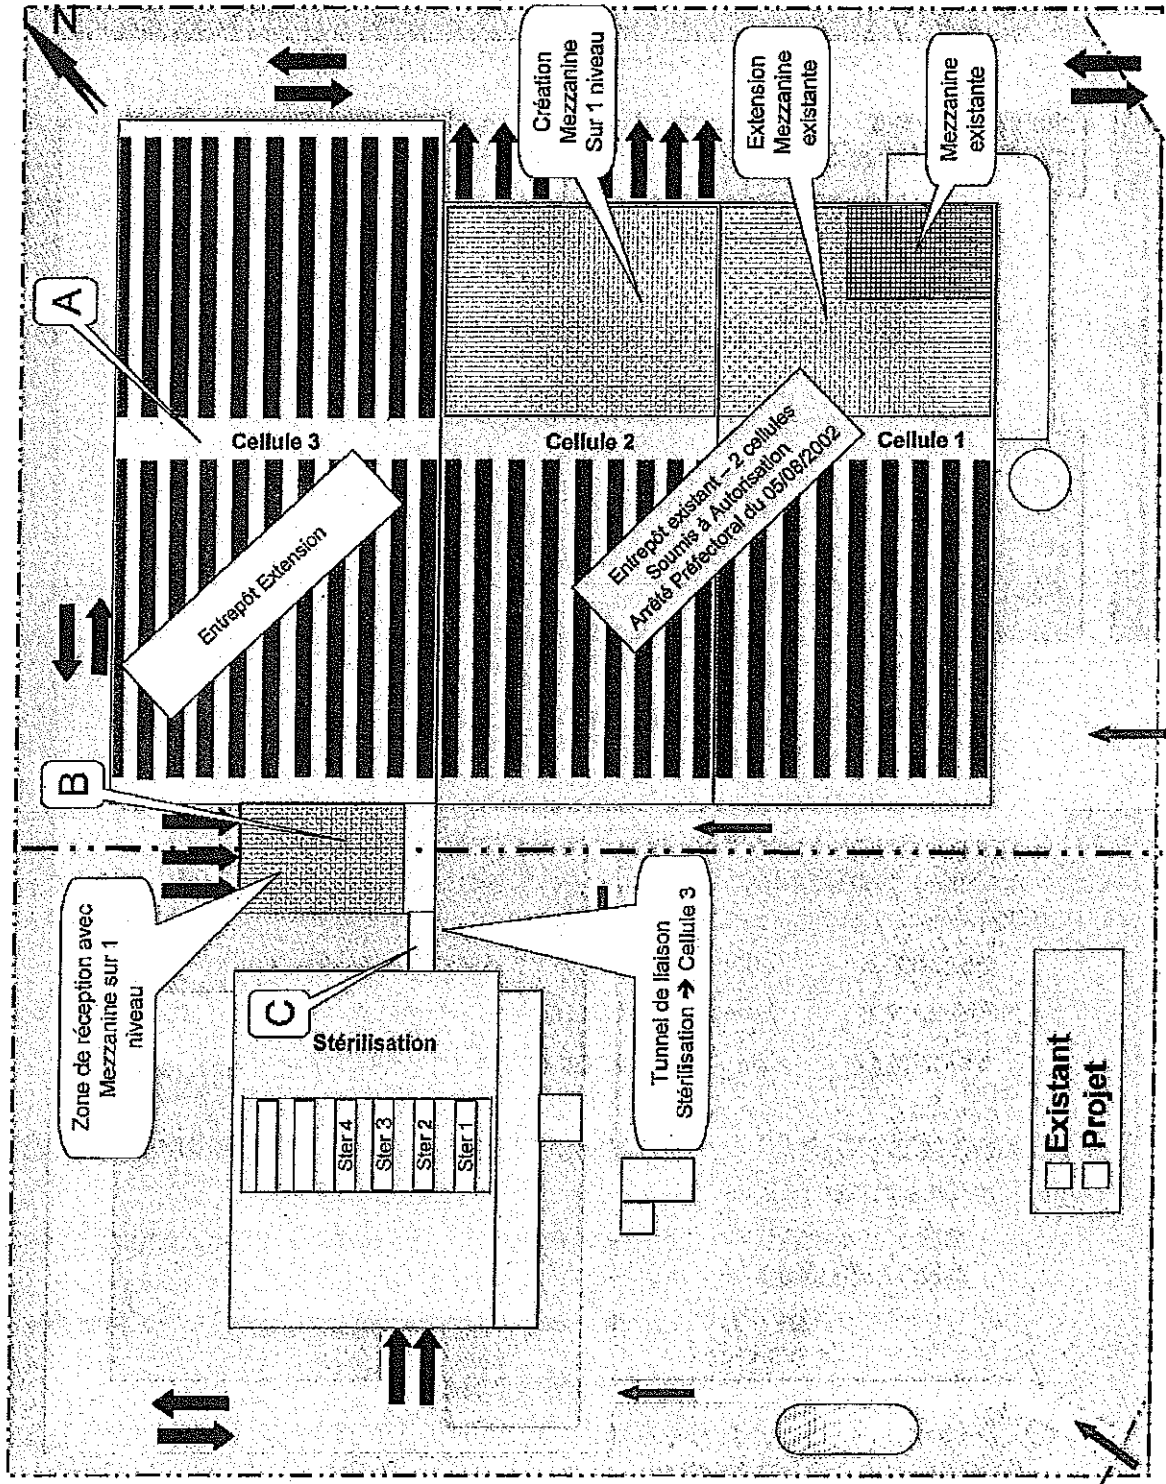 N
Création
Mezzanine
Sur 1 niveau
Extension
Mezzanine
existante
Mezzanine
existante
A
Cellule 3
Cellule 2
Cellule 1
Entrepôt Extension
Entrepôt existant – 2 cellules
Soumis à Autorisation
Arrêté Préfectoral du 05/08/2002
B
Zone de réception avec
Mezzanine sur 1
niveau
C
Stérilisation
Ster 4
Ster 3
Ster 2
Ster 1
Tunnel de liaison
Stérilisation → Cellule 3
Existant
Projet